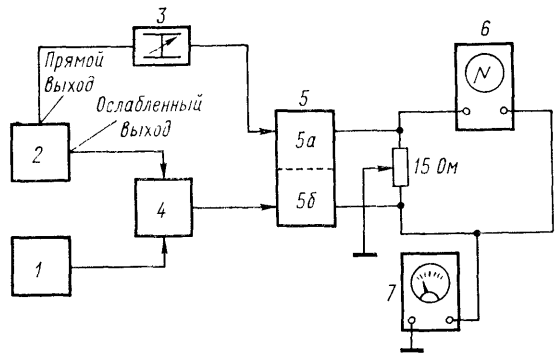 3
6
Прямой
выход
Ослабленный
выход
5
5а
2
15 Ом
4
5б
1
7